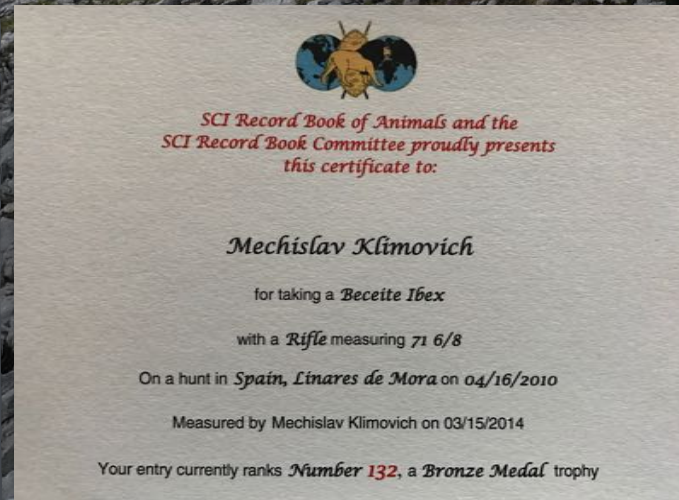 SCI Record Book of Animals and the
SCI Record Book Committee proudly presents
this certificate to:
Mechislav Klimovich
for taking a Beceite Ibex
with a Rifle measuring 71 6/8
On a hunt in Spain, Linares de Mora on 04/16/2010
Measured by Mechislav Klimovich on 03/15/2014
Your entry currently ranks Number 132, a Bronze Medal trophy